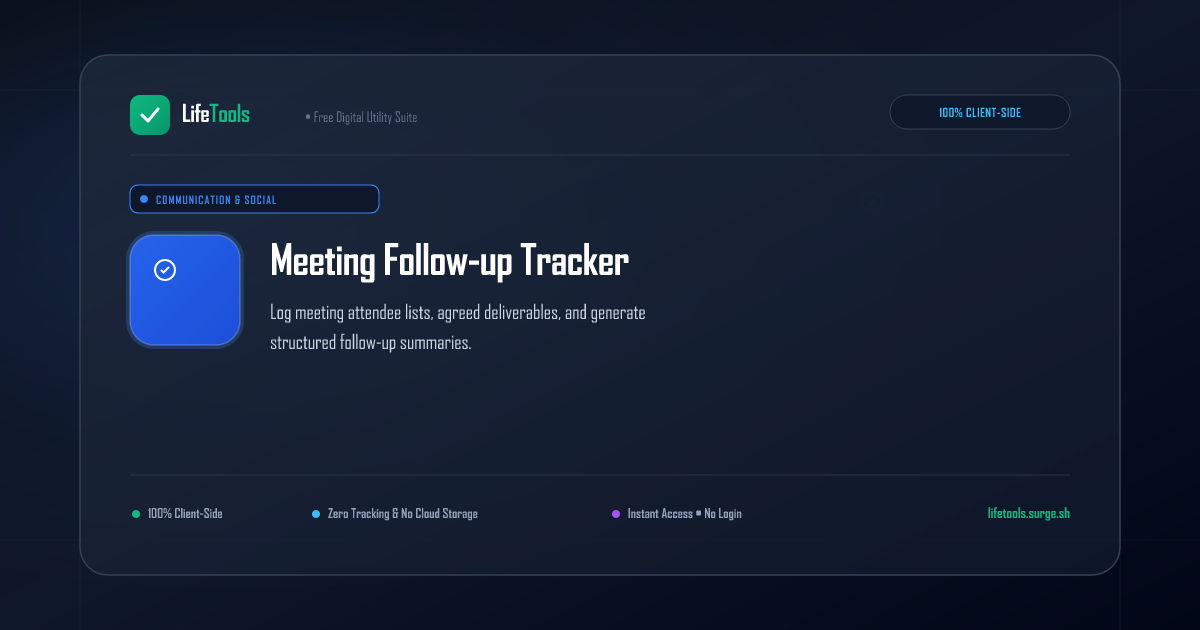 LifeTools
▪ Free Digital Utility Suite
100% CLIENT-SIDE
COMMUNICATION & SOCIAL
Meeting Follow-up Tracker
Log meeting attendee lists, agreed deliverables, and generate
structured follow-up summaries.
100% Client-Side
Zero Tracking & No Cloud Storage
Instant Access ▪ No Login
lifetools.surge.sh